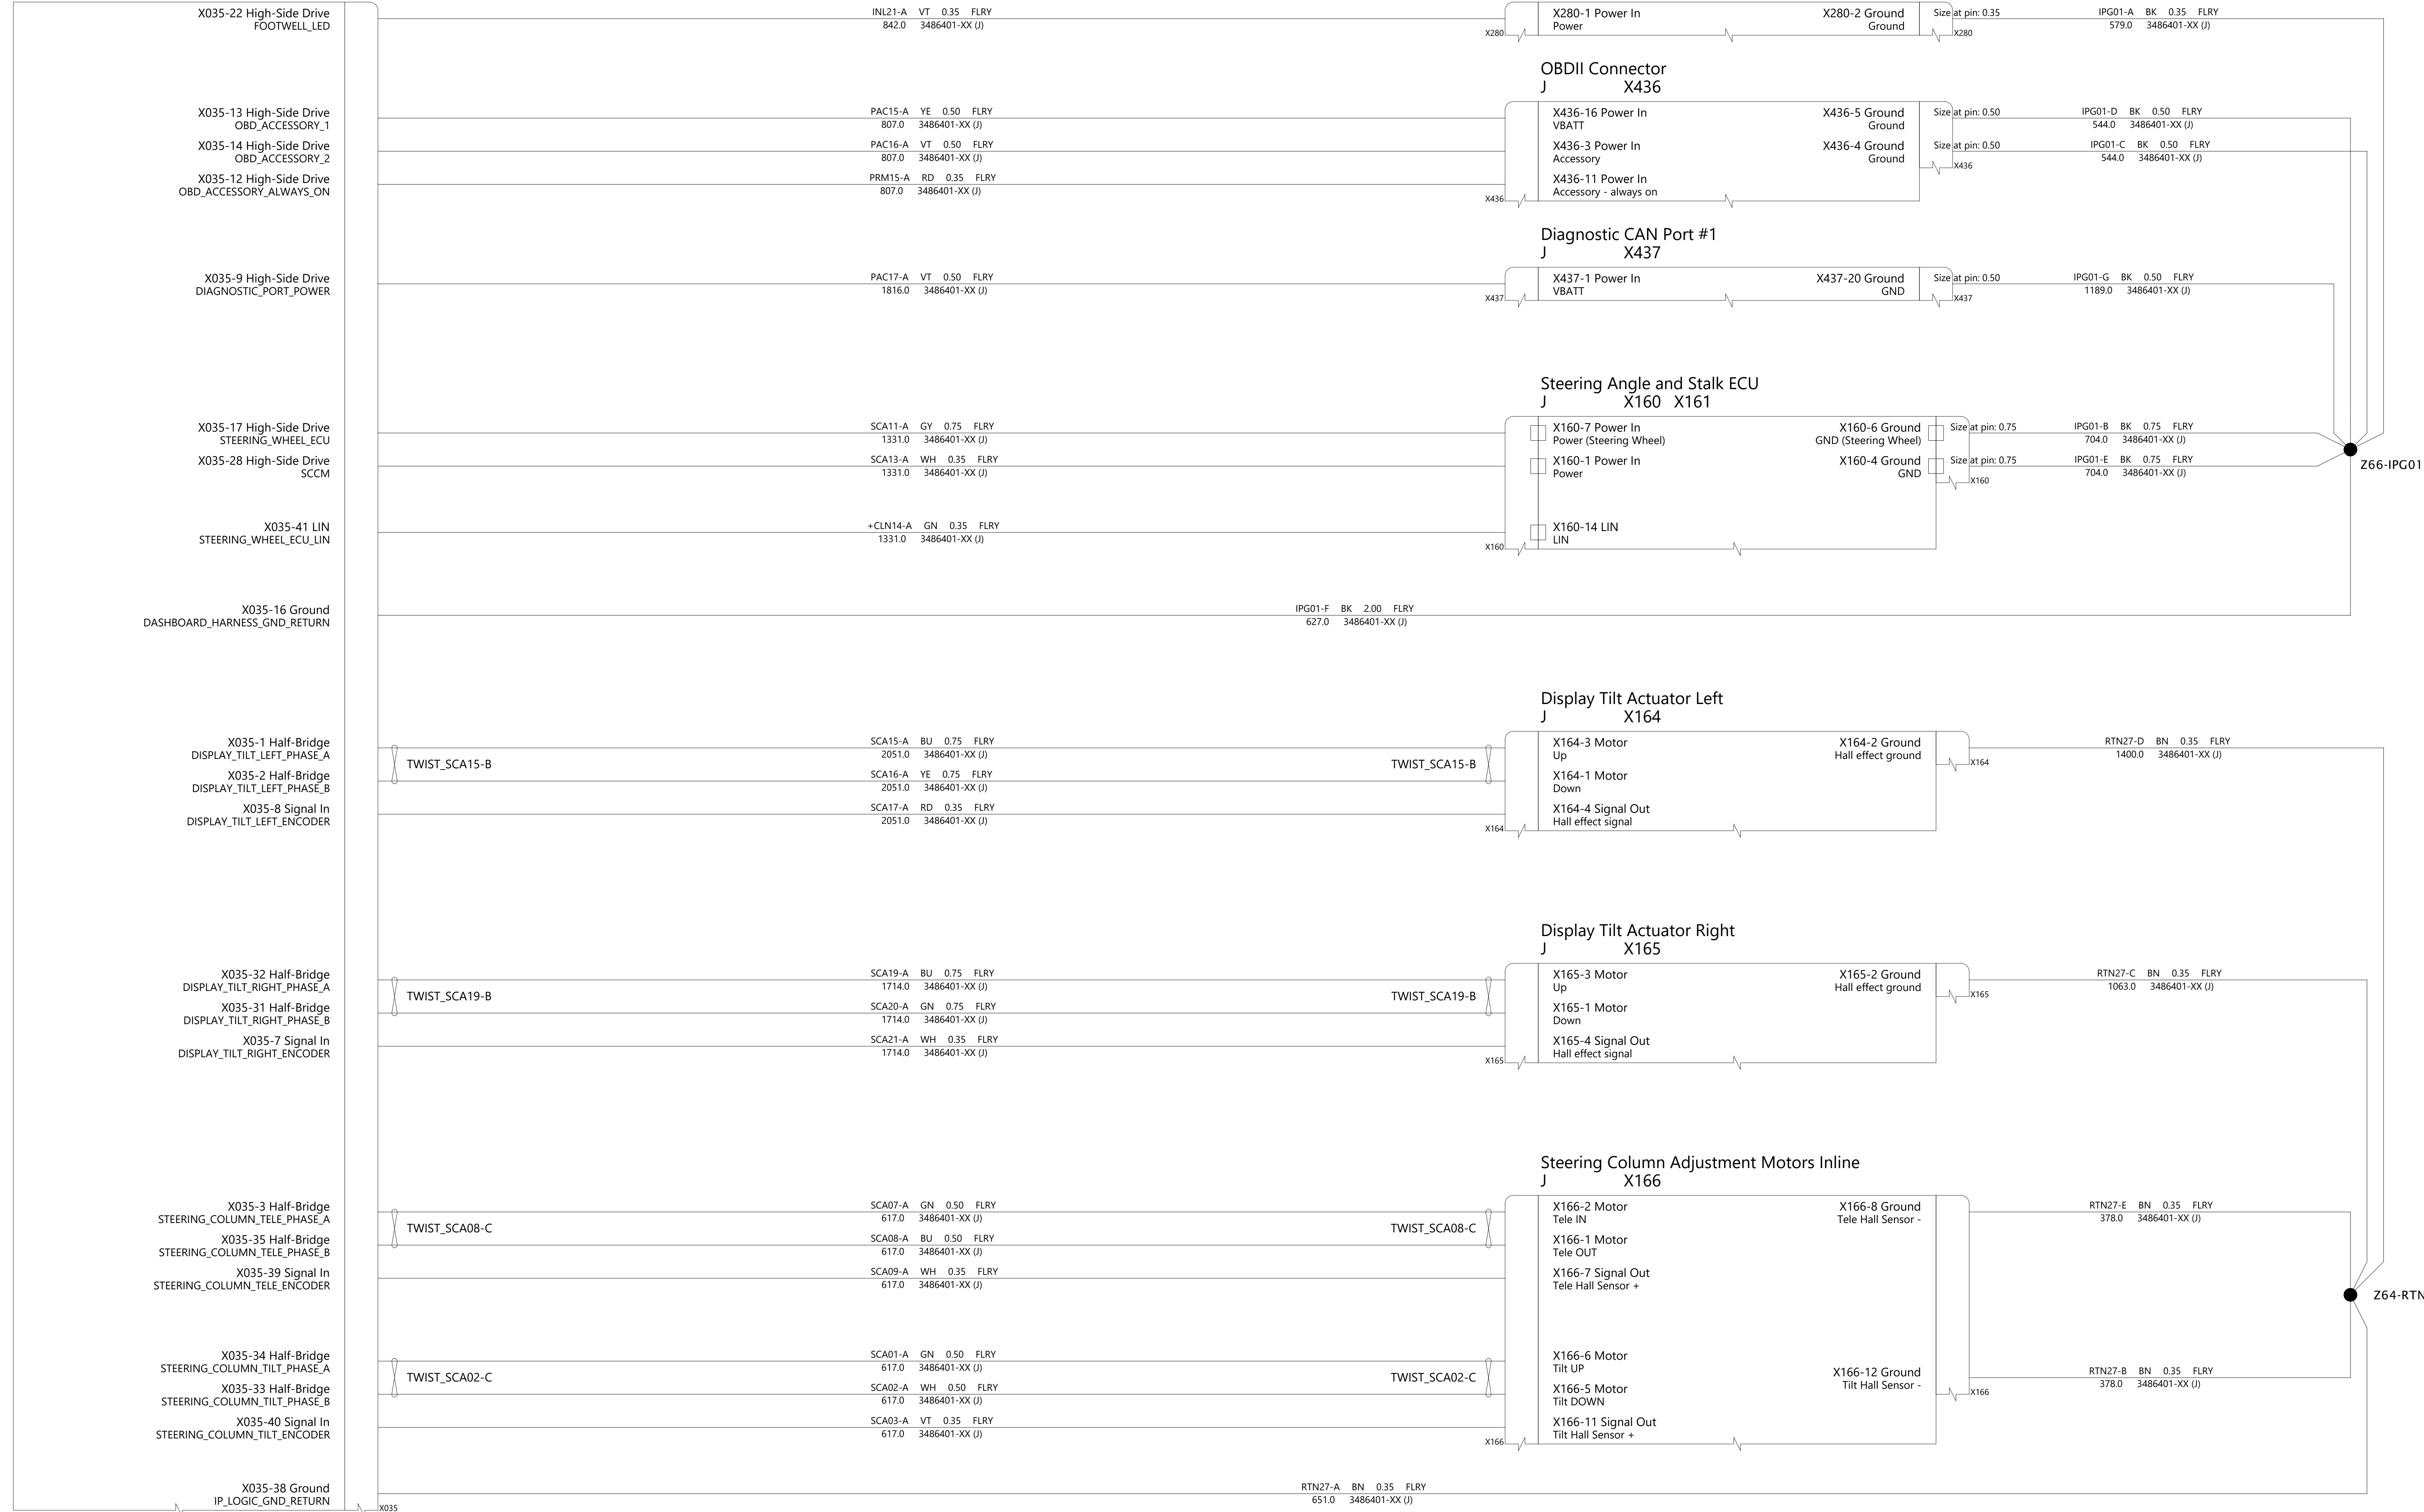 X035-22 High-Side Drive
FOOTWELL_LED
INL21-A VT 0.35 FLRY
842.0 3486401-XX (J)
X280-1 Power In
Power
X280
X280-2 Ground
Ground
X280
Size at pin: 0.35
IPG01-A BK 0.35 FLRY
579.0 3486401-XX (J)
OBDII Connector
J X436
X035-13 High-Side Drive
OBD_ACCESSORY_1
PAC15-A YE 0.50 FLRY
807.0 3486401-XX (J)
X436-16 Power In
VBATT
X436-5 Ground
Ground
Size at pin: 0.50
IPG01-D BK 0.50 FLRY
544.0 3486401-XX (J)
X035-14 High-Side Drive
OBD_ACCESSORY_2
PAC16-A VT 0.50 FLRY
807.0 3486401-XX (J)
X436-3 Power In
Accessory
X436-4 Ground
Ground
Size at pin: 0.50
X436
IPG01-C BK 0.50 FLRY
544.0 3486401-XX (J)
X035-12 High-Side Drive
OBD_ACCESSORY_ALWAYS_ON
PRM15-A RD 0.35 FLRY
807.0 3486401-XX (J)
X436-11 Power In
Accessory - always on
X436
Diagnostic CAN Port #1
J X437
X035-9 High-Side Drive
DIAGNOSTIC_PORT_POWER
PAC17-A VT 0.50 FLRY
1816.0 3486401-XX (J)
X437-1 Power In
VBATT
X437
X437-20 Ground
GND
X437
Size at pin: 0.50
IPG01-G BK 0.50 FLRY
1189.0 3486401-XX (J)
Steering Angle and Stalk ECU
J X160 X161
X035-17 High-Side Drive
STEERING_WHEEL_ECU
SCA11-A GY 0.75 FLRY
1331.0 3486401-XX (J)
X160-7 Power In
Power (Steering Wheel)
X160-6 Ground
GND (Steering Wheel)
Size at pin: 0.75
IPG01-B BK 0.75 FLRY
704.0 3486401-XX (J)
X035-28 High-Side Drive
SCCM
SCA13-A WH 0.35 FLRY
1331.0 3486401-XX (J)
X160-1 Power In
Power
X160-4 Ground
GND
Size at pin: 0.75
X160
IPG01-E BK 0.75 FLRY
704.0 3486401-XX (J)
Z66-IPG01
X035-41 LIN
STEERING_WHEEL_ECU_LIN
+CLN14-A GN 0.35 FLRY
1331.0 3486401-XX (J)
X160-14 LIN
LIN
X160
X035-16 Ground
DASHBOARD_HARNESS_GND_RETURN
IPG01-F BK 2.00 FLRY
627.0 3486401-XX (J)
Display Tilt Actuator Left
J X164
X035-1 Half-Bridge
DISPLAY_TILT_LEFT_PHASE_A
SCA15-A BU 0.75 FLRY
2051.0 3486401-XX (J)
X164-3 Motor
Up
X164-2 Ground
Hall effect ground
X164
RTN27-D BN 0.35 FLRY
1400.0 3486401-XX (J)
TWIST_SCA15-B
TWIST_SCA15-B
X035-2 Half-Bridge
DISPLAY_TILT_LEFT_PHASE_B
SCA16-A YE 0.75 FLRY
2051.0 3486401-XX (J)
X164-1 Motor
Down
X035-8 Signal In
DISPLAY_TILT_LEFT_ENCODER
SCA17-A RD 0.35 FLRY
2051.0 3486401-XX (J)
X164-4 Signal Out
Hall effect signal
X164
Display Tilt Actuator Right
J X165
X035-32 Half-Bridge
DISPLAY_TILT_RIGHT_PHASE_A
SCA19-A BU 0.75 FLRY
1714.0 3486401-XX (J)
X165-3 Motor
Up
X165-2 Ground
Hall effect ground
X165
RTN27-C BN 0.35 FLRY
1063.0 3486401-XX (J)
TWIST_SCA19-B
TWIST_SCA19-B
X035-31 Half-Bridge
DISPLAY_TILT_RIGHT_PHASE_B
SCA20-A GN 0.75 FLRY
1714.0 3486401-XX (J)
X165-1 Motor
Down
X035-7 Signal In
DISPLAY_TILT_RIGHT_ENCODER
SCA21-A WH 0.35 FLRY
1714.0 3486401-XX (J)
X165-4 Signal Out
Hall effect signal
X165
Steering Column Adjustment Motors Inline
J X166
X035-3 Half-Bridge
STEERING_COLUMN_TELE_PHASE_A
SCA07-A GN 0.50 FLRY
617.0 3486401-XX (J)
X166-2 Motor
Tele IN
X166-8 Ground
Tele Hall Sensor -
RTN27-E BN 0.35 FLRY
378.0 3486401-XX (J)
TWIST_SCA08-C
TWIST_SCA08-C
X035-35 Half-Bridge
STEERING_COLUMN_TELE_PHASE_B
SCA08-A BU 0.50 FLRY
617.0 3486401-XX (J)
X166-1 Motor
Tele OUT
X035-39 Signal In
STEERING_COLUMN_TELE_ENCODER
SCA09-A WH 0.35 FLRY
617.0 3486401-XX (J)
X166-7 Signal Out
Tele Hall Sensor +
Z64-RTN
X035-34 Half-Bridge
STEERING_COLUMN_TILT_PHASE_A
SCA01-A GN 0.50 FLRY
617.0 3486401-XX (J)
X166-6 Motor
Tilt UP
X166-12 Ground
Tilt Hall Sensor -
X166
RTN27-B BN 0.35 FLRY
378.0 3486401-XX (J)
TWIST_SCA02-C
TWIST_SCA02-C
X035-33 Half-Bridge
STEERING_COLUMN_TILT_PHASE_B
SCA02-A WH 0.50 FLRY
617.0 3486401-XX (J)
X166-5 Motor
Tilt DOWN
X035-40 Signal In
STEERING_COLUMN_TILT_ENCODER
SCA03-A VT 0.35 FLRY
617.0 3486401-XX (J)
X166-11 Signal Out
Tilt Hall Sensor +
X166
X035-38 Ground
IP_LOGIC_GND_RETURN
X035
RTN27-A BN 0.35 FLRY
651.0 3486401-XX (J)